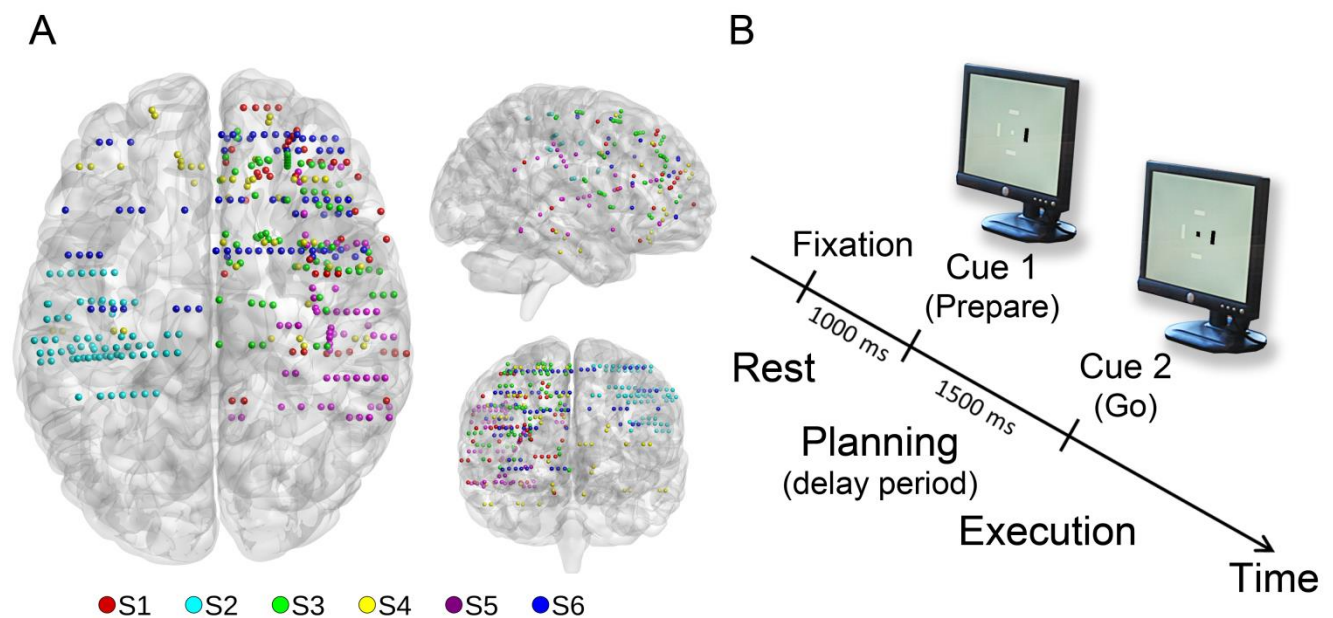 A
S1 S2 S3 S4 S5 S6
B
Fixation
Cue 1
(Prepare)
1000 ms
Rest
Cue 2
(Go)
1500 ms
Planning
(delay period)
Execution
Time